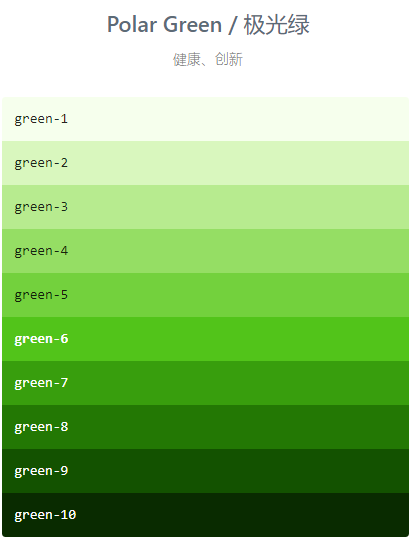 Polar Green / 极光绿
健康、创新
green-1
green-2
green-3
green-4
green-5
green-6
green-7
green-8
green-9
green-10